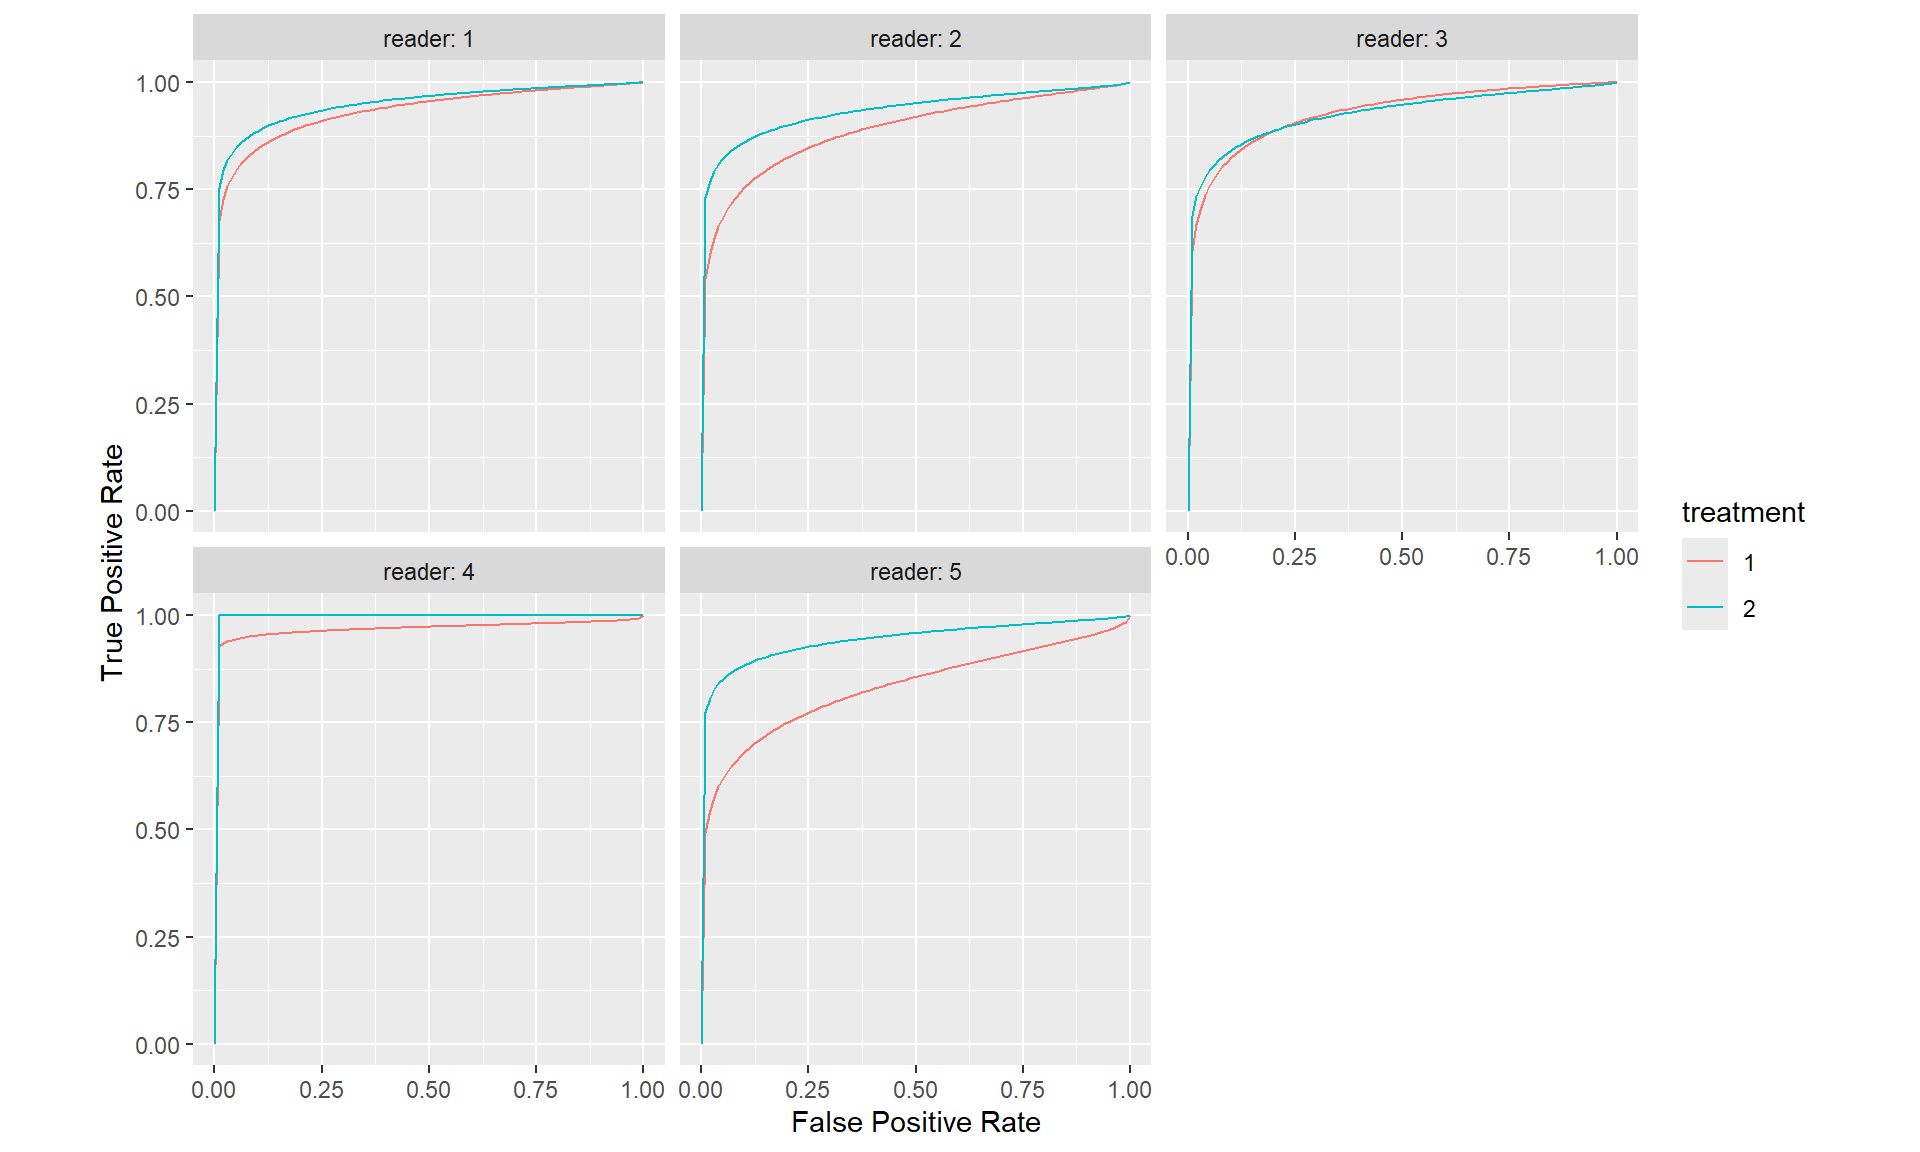 reader: 1
reader: 2
reader: 3
1.00
0.75
0.50
0.25
0.00
0.00 0.25 0.50 0.75 1.00
reader: 4
reader: 5
1.00
0.75
0.50
0.25
0.00
0.00 0.25 0.50 0.75 1.00
0.00 0.25 0.50 0.75 1.00
True Positive Rate
False Positive Rate
treatment
1
2